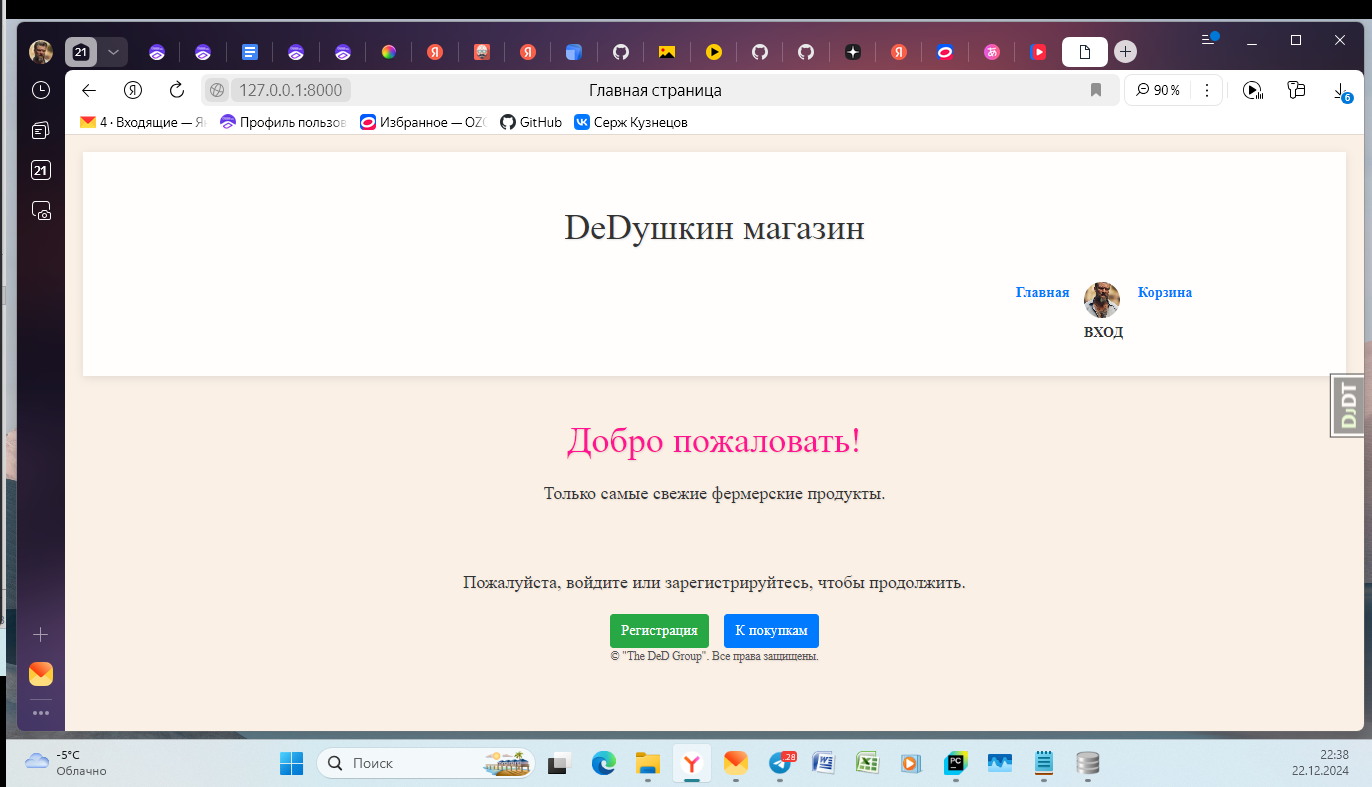 21
127.0.0.1:8000
Главная страница
90 %
6
4 · Входящие — Я
Профиль пользов
Избранное — OZ
GitHub
Серж Кузнецов
21
DeDушкин магазин
Главная
Корзина
ВХОД
DjDT
Добро пожаловать!
Только самые свежие фермерские продукты.
Пожалуйста, войдите или зарегистрируйтесь, чтобы продолжить.
Регистрация
К покупкам
© "The DeD Group". Все права защищены.
-5°C
Облачно
Поиск
28
PC
22:38
22.12.2024